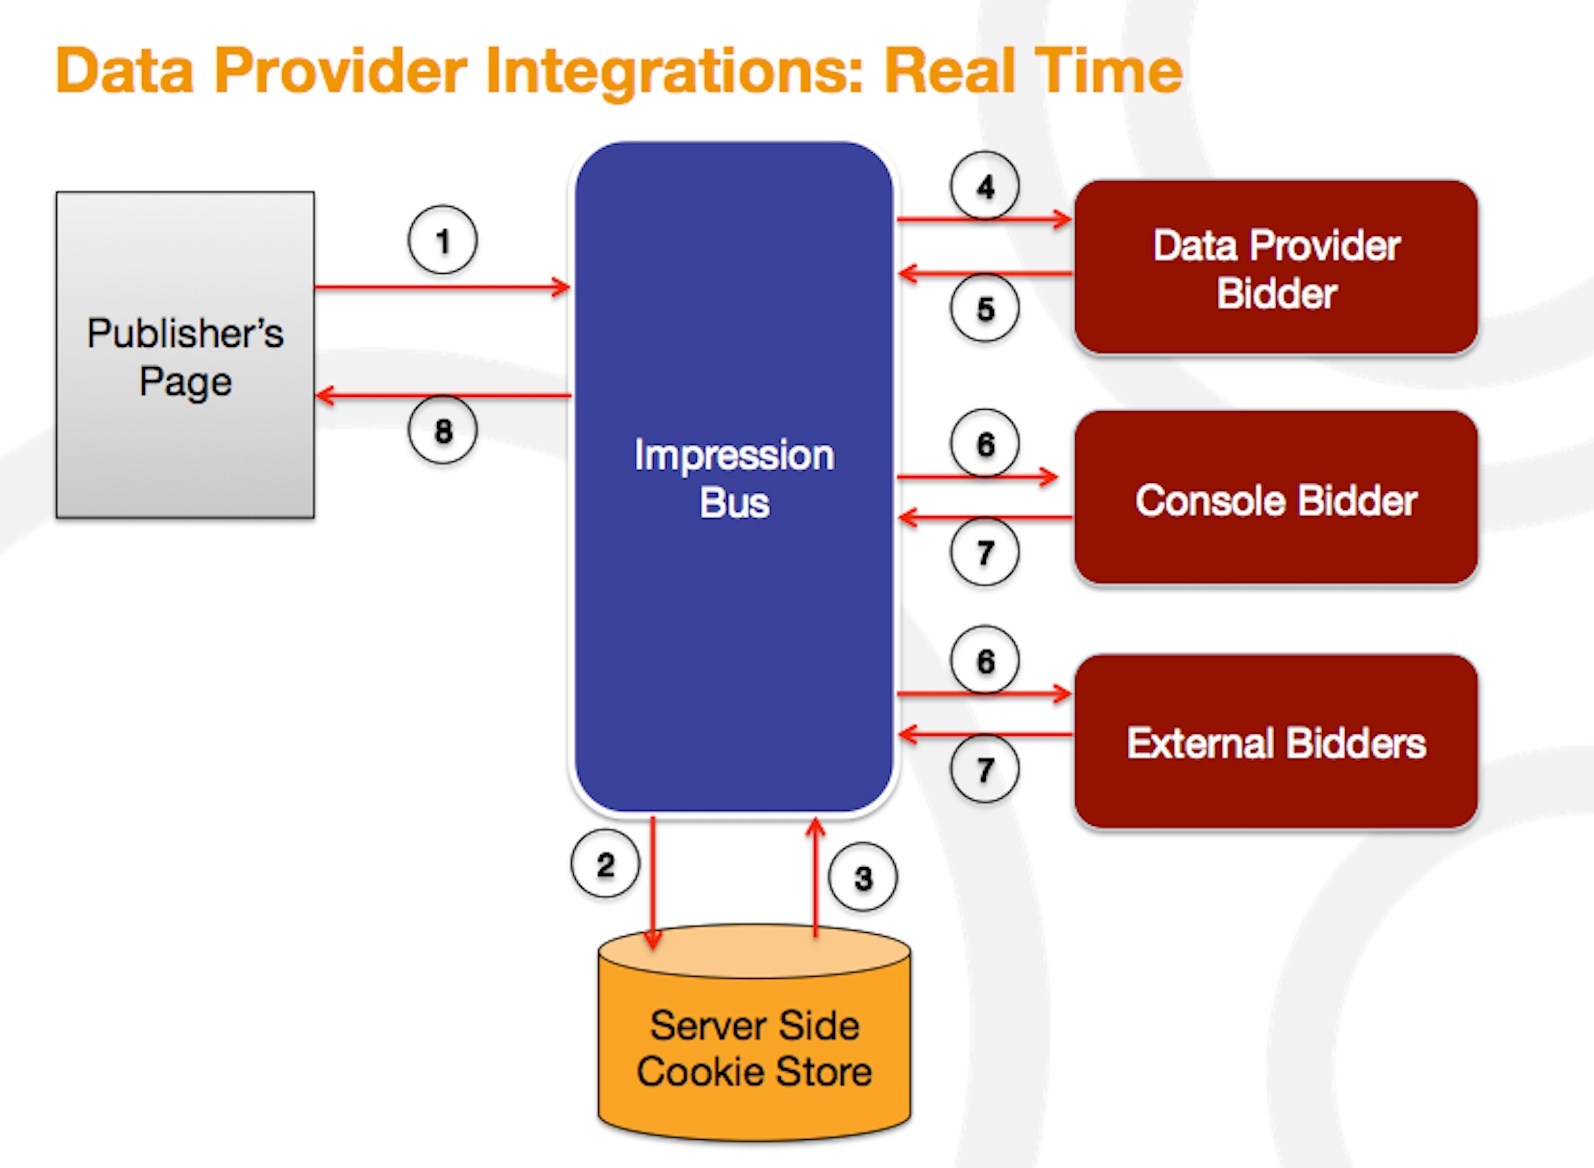 Data Provider Integrations: Real Time
Publisher’s
Page
1
8
Impression
Bus
4
5
Data Provider
Bidder
6
7
Console Bidder
6
7
External Bidders
2
3
Server Side
Cookie Store